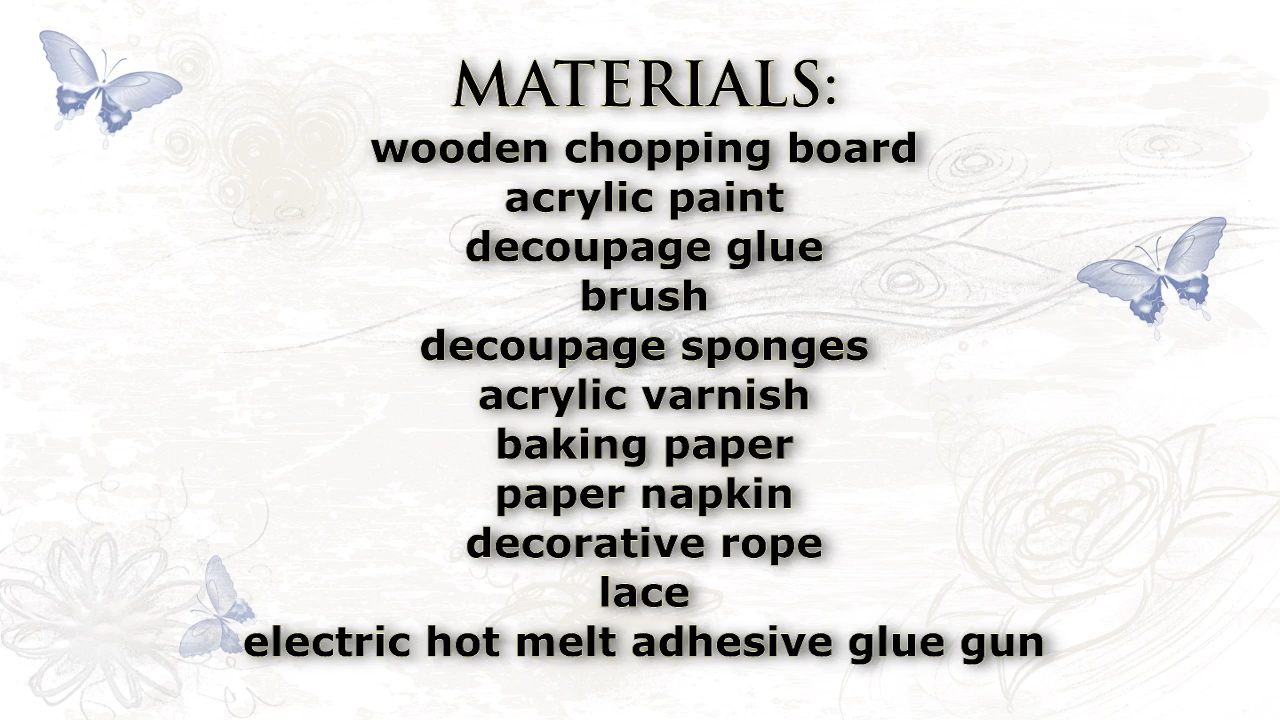 MATERIALS:
wooden chopping board
acrylic paint
decoupage glue
brush
decoupage sponges
acrylic varnish
baking paper
paper napkin
decorative rope
lace
electric hot melt adhesive glue gun